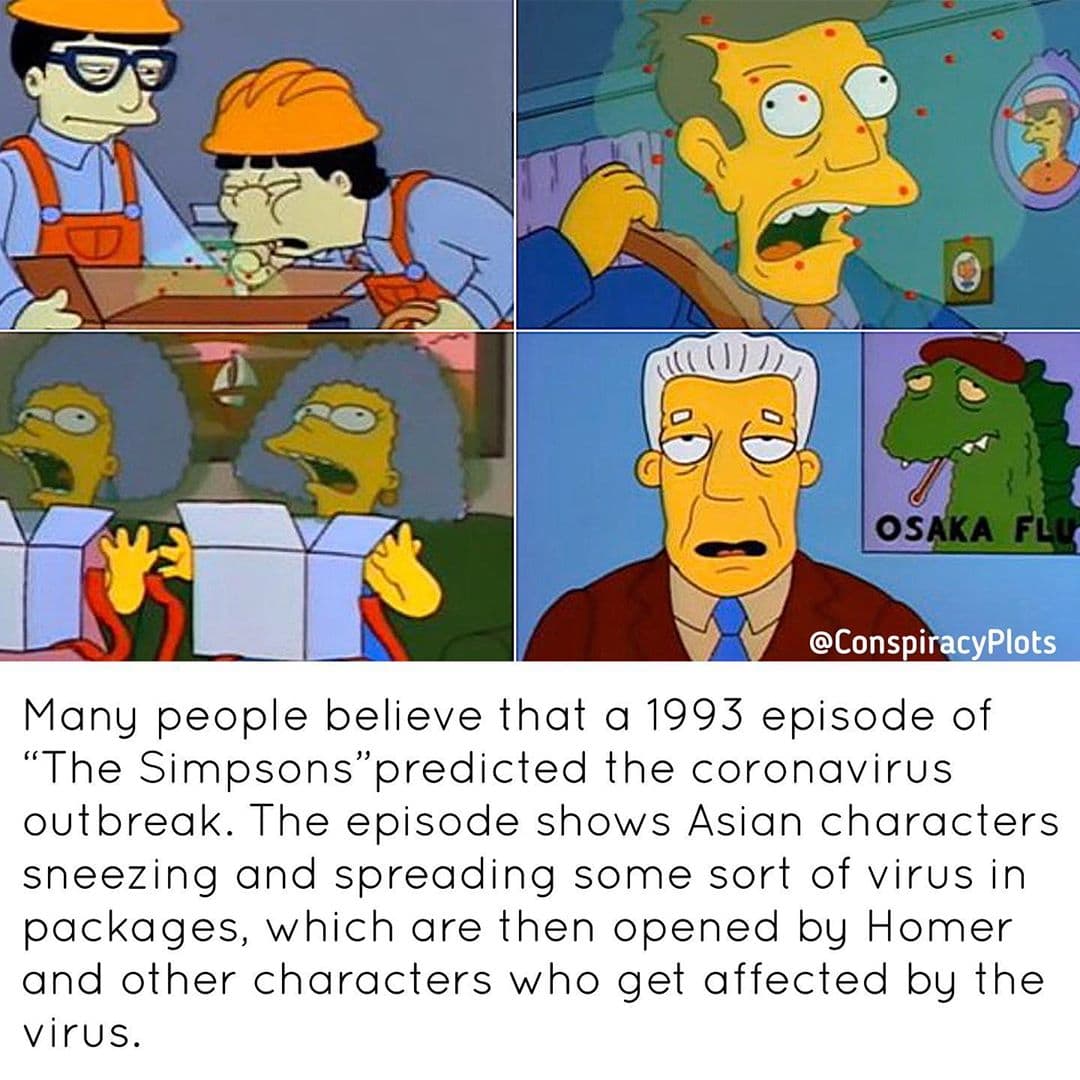 OSAKA FLU
@ConspiracyPlots
Many people believe that a 1993 episode of
“The Simpsons”predicted the coronavirus
outbreak. The episode shows Asian characters
sneezing and spreading some sort of virus in
packages, which are then opened by Homer
and other characters who get affected by the
virus.